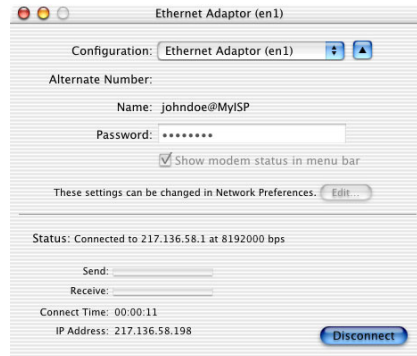 Ethernet Adaptor (en1)
Configuration: Ethernet Adaptor (en1)
Alternate Number:
Name: johndoe@MyISP
Password: ••••••••
Show modem status in menu bar
These settings can be changed in Network Preferences. Edit...
Status: Connected to 217.136.58.1 at 8192000 bps
Send:
Receive:
Connect Time: 00:00:11
IP Address: 217.136.58.198
Disconnect